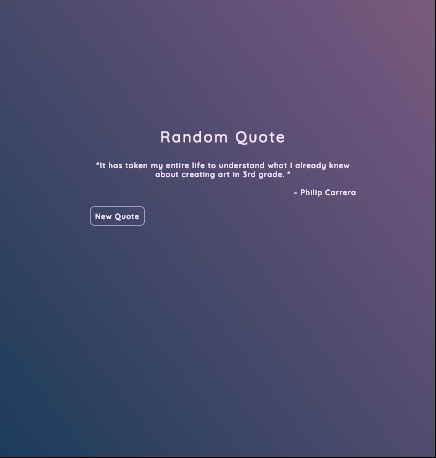 Random Quote
"It has taken my entire life to understand what I already knew
about creating art in 3rd grade. "
- Philip Carrera
New Quote